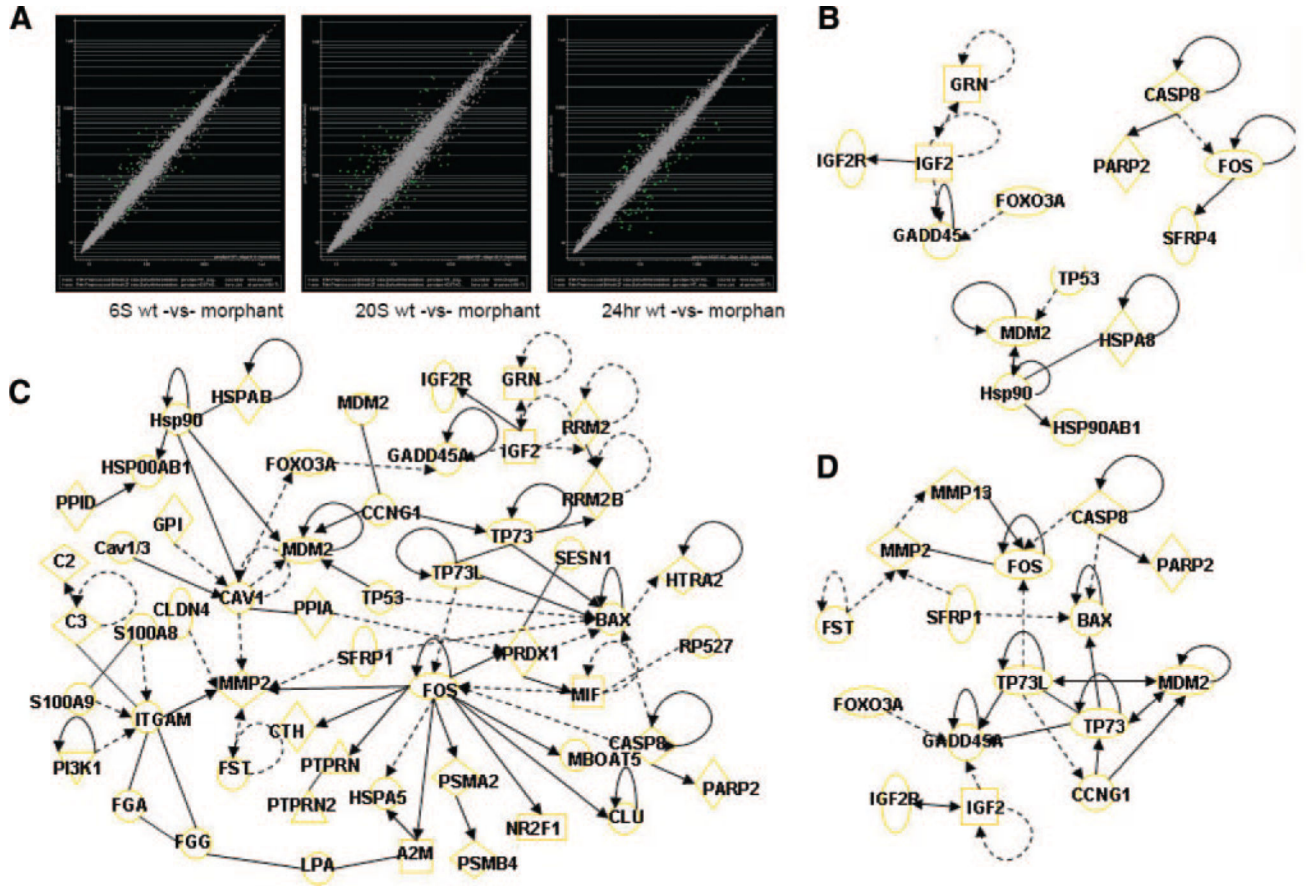 A
6S wt -vs- morphant
20S wt -vs- morphant
24hr wt -vs- morphan
B
GRN
CASP8
IGF2R
IGF2
PARP2
FOS
GADD45
FOXO3A
SFRP4
TP53
MDM2
HSPA8
Hsp90
HSP90AB1
C
Hsp90
HSPAB
MDM2
IGF2R
GRN
RRM2
HSP00AB1
FOXO3A
GADD45A
IGF2
PPID
GPI
CCNG1
RRM2B
TP73
C2
Cav1/3
MDM2
SESN1
TP73L
HTRA2
C3
CLDN4
CAV1
PPIA
TP53
BAX
S100A8
SFRP1
PRDX1
RP527
MMP2
FOS
MIF
S100A9
ITGAM
CTH
CASP8
PI3K1
FST
PTPRN
MBOAT5
PSMA2
PARP2
FGA
PTPRN2
HSPA5
NR2F1
CLU
FGG
LPA
A2M
PSMB4
D
MMP13
CASP8
MMP2
FOS
PARP2
FST
SFRP1
BAX
TP73L
MDM2
FOXO3A
TP73
GADD45A
IGF2R
IGF2
CCNG1